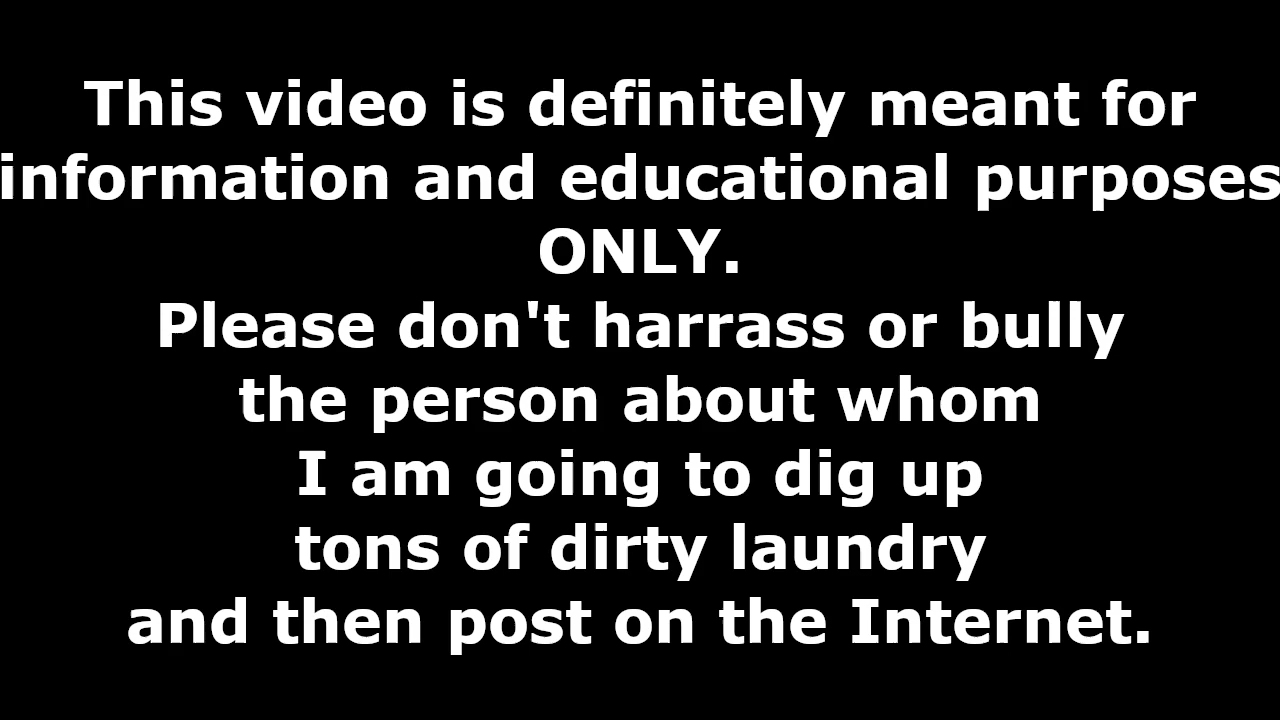 This video is definitely meant for
information and educational purposes
ONLY.
Please don't harrass or bully
the person about whom
I am going to dig up
tons of dirty laundry
and then post on the Internet.